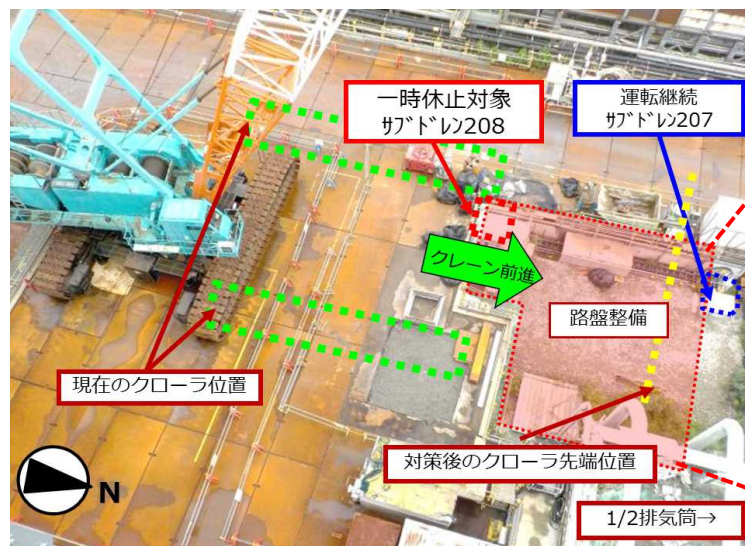 一時休止対象
ｻﾌﾞﾄﾞﾚﾝ208
運転継続
ｻﾌﾞﾄﾞﾚﾝ207
クレーン前進
路盤整備
現在のクローラ位置
対策後のクローラ先端位置
N
1/2排気筒→